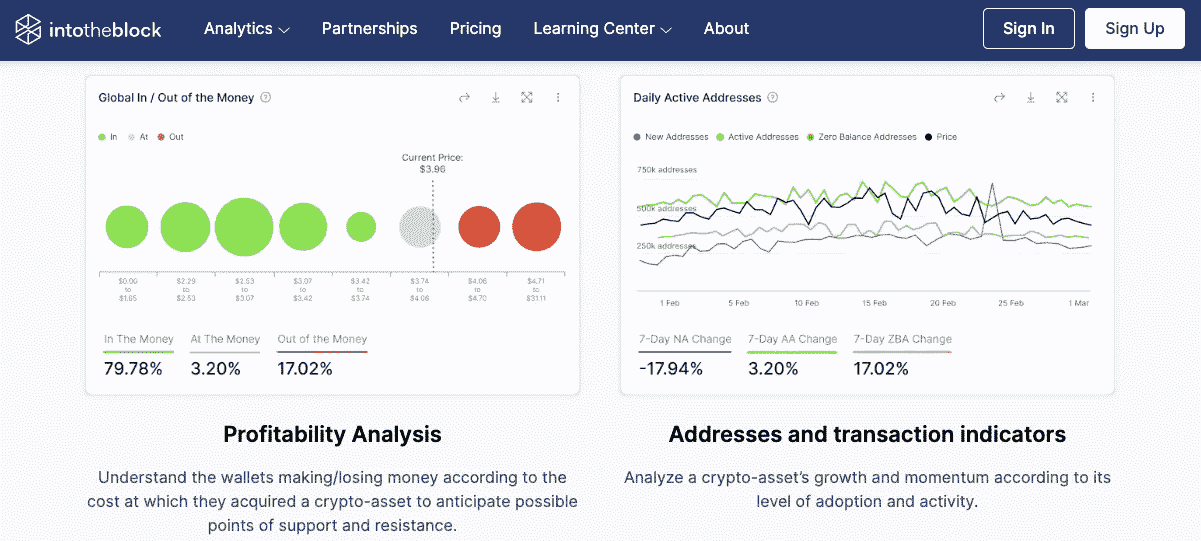 intotheblock Analytics Partnerships Pricing Learning Center About Sign In Sign Up
Global In / Out of the Money
In At Out
Current Price:
$3.96
$0.00 $2.29 $2.53 $3.07 $3.42 $3.74 $4.06 $4.71
to to to to to to to to
$2.53 $3.07 $3.42 $3.74 $4.06 $4.70
In The Money At The Money Out of the Money
79.78% 3.20% 17.02%
Daily Active Addresses
New Addresses Active Addresses Zero Balance Addresses Price
750k addresses
500k addresses
250k addresses
1 Feb 5 Feb 10 Feb 15 Feb 20 Feb 25 Feb 1 Mar
7-Day NA Change 7-Day AA Change 7-Day ZBA Change
-17.94% 3.20% 17.02%
Profitability Analysis
Understand the wallets making/losing money according to the
cost at which they acquired a crypto-asset to anticipate possible
points of support and resistance.
Addresses and transaction indicators
Analyze a crypto-asset’s growth and momentum according to its
level of adoption and activity.